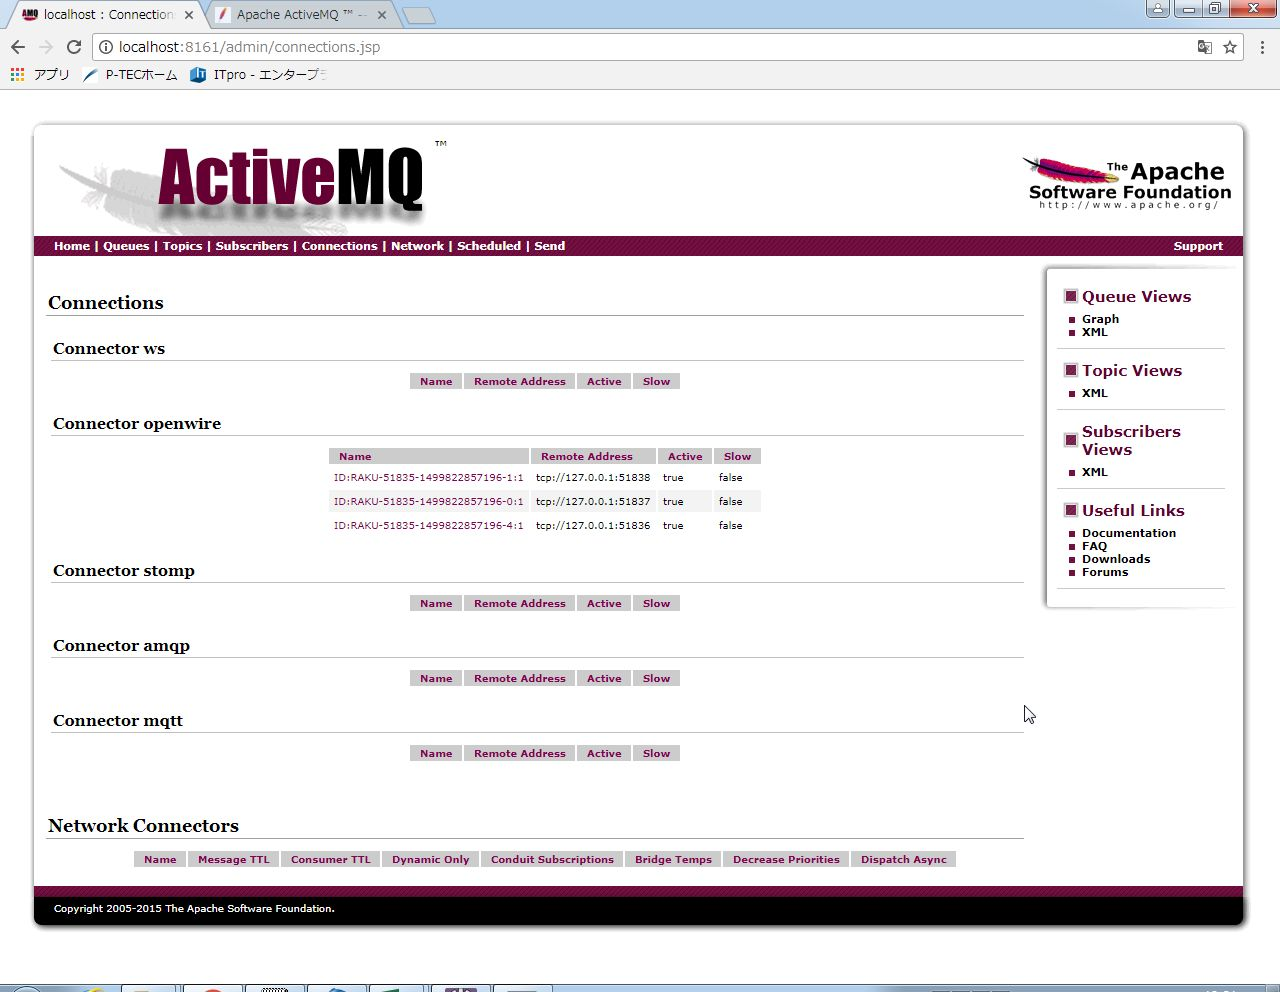 localhost : Connection
Apache ActiveMQ ™ --
localhost:8161/admin/connections.jsp
アプリ P-TECホーム ITpro - エンタープ
ActiveMQ ™
The Apache
Software Foundation
http://www.apache.org/
Home | Queues | Topics | Subscribers | Connections | Network | Scheduled | Send
Support
Connections
Connector ws
Name Remote Address Active Slow
Connector openwire
Name Remote Address Active Slow
ID:RAKU-51835-1499822857196-1:1 tcp://127.0.0.1:51838 true false
ID:RAKU-51835-1499822857196-0:1 tcp://127.0.0.1:51837 true false
ID:RAKU-51835-1499822857196-4:1 tcp://127.0.0.1:51836 true false
Connector stomp
Name Remote Address Active Slow
Connector amqp
Name Remote Address Active Slow
Connector mqtt
Name Remote Address Active Slow
Network Connectors
Name Message TTL Consumer TTL Dynamic Only Conduit Subscriptions Bridge Temps Decrease Priorities Dispatch Async
Queue Views
Graph
XML
Topic Views
XML
Subscribers
Views
XML
Useful Links
Documentation
FAQ
Downloads
Forums
Copyright 2005-2015 The Apache Software Foundation.